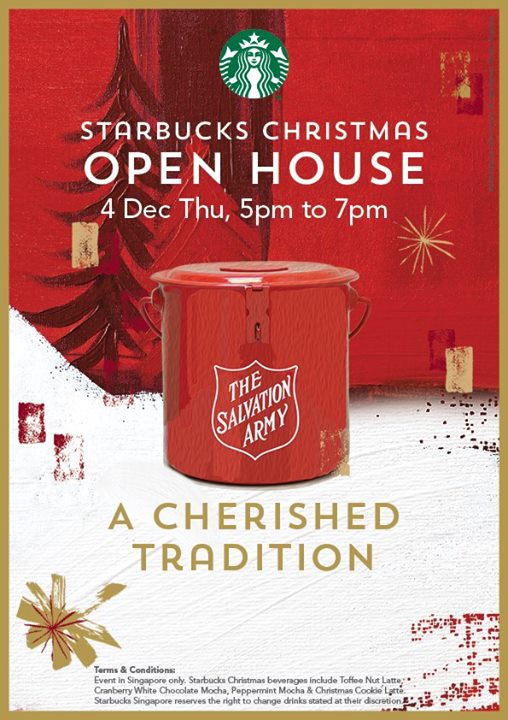 STARBUCKS CHRISTMAS
OPEN HOUSE
4 Dec Thu, 5pm to 7pm
THE
SALVATION
ARMY
A CHERISHED
TRADITION
Terms & Conditions:
Event in Singapore only. Starbucks Christmas beverages include Toffee Nut Latte,
Cranberry White Chocolate Mocha, Peppermint Mocha & Christmas Cookie Latte.
Starbucks Singapore reserves the right to change drinks stated at their discretion.